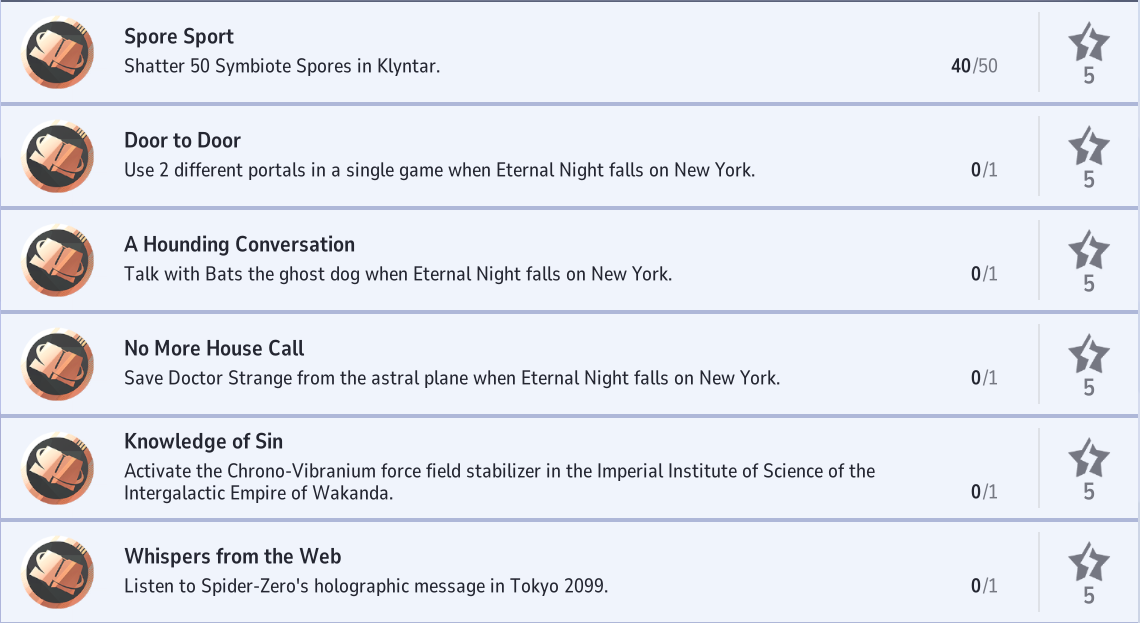 Spore Sport
Shatter 50 Symbiote Spores in Klyntar.
40/50
5
Door to Door
Use 2 different portals in a single game when Eternal Night falls on New York.
0/1
5
A Hounding Conversation
Talk with Bats the ghost dog when Eternal Night falls on New York.
0/1
5
No More House Call
Save Doctor Strange from the astral plane when Eternal Night falls on New York.
0/1
5
Knowledge of Sin
Activate the Chrono-Vibranium force field stabilizer in the Imperial Institute of Science of the
Intergalactic Empire of Wakanda.
0/1
5
Whispers from the Web
Listen to Spider-Zero's holographic message in Tokyo 2099.
0/1
5